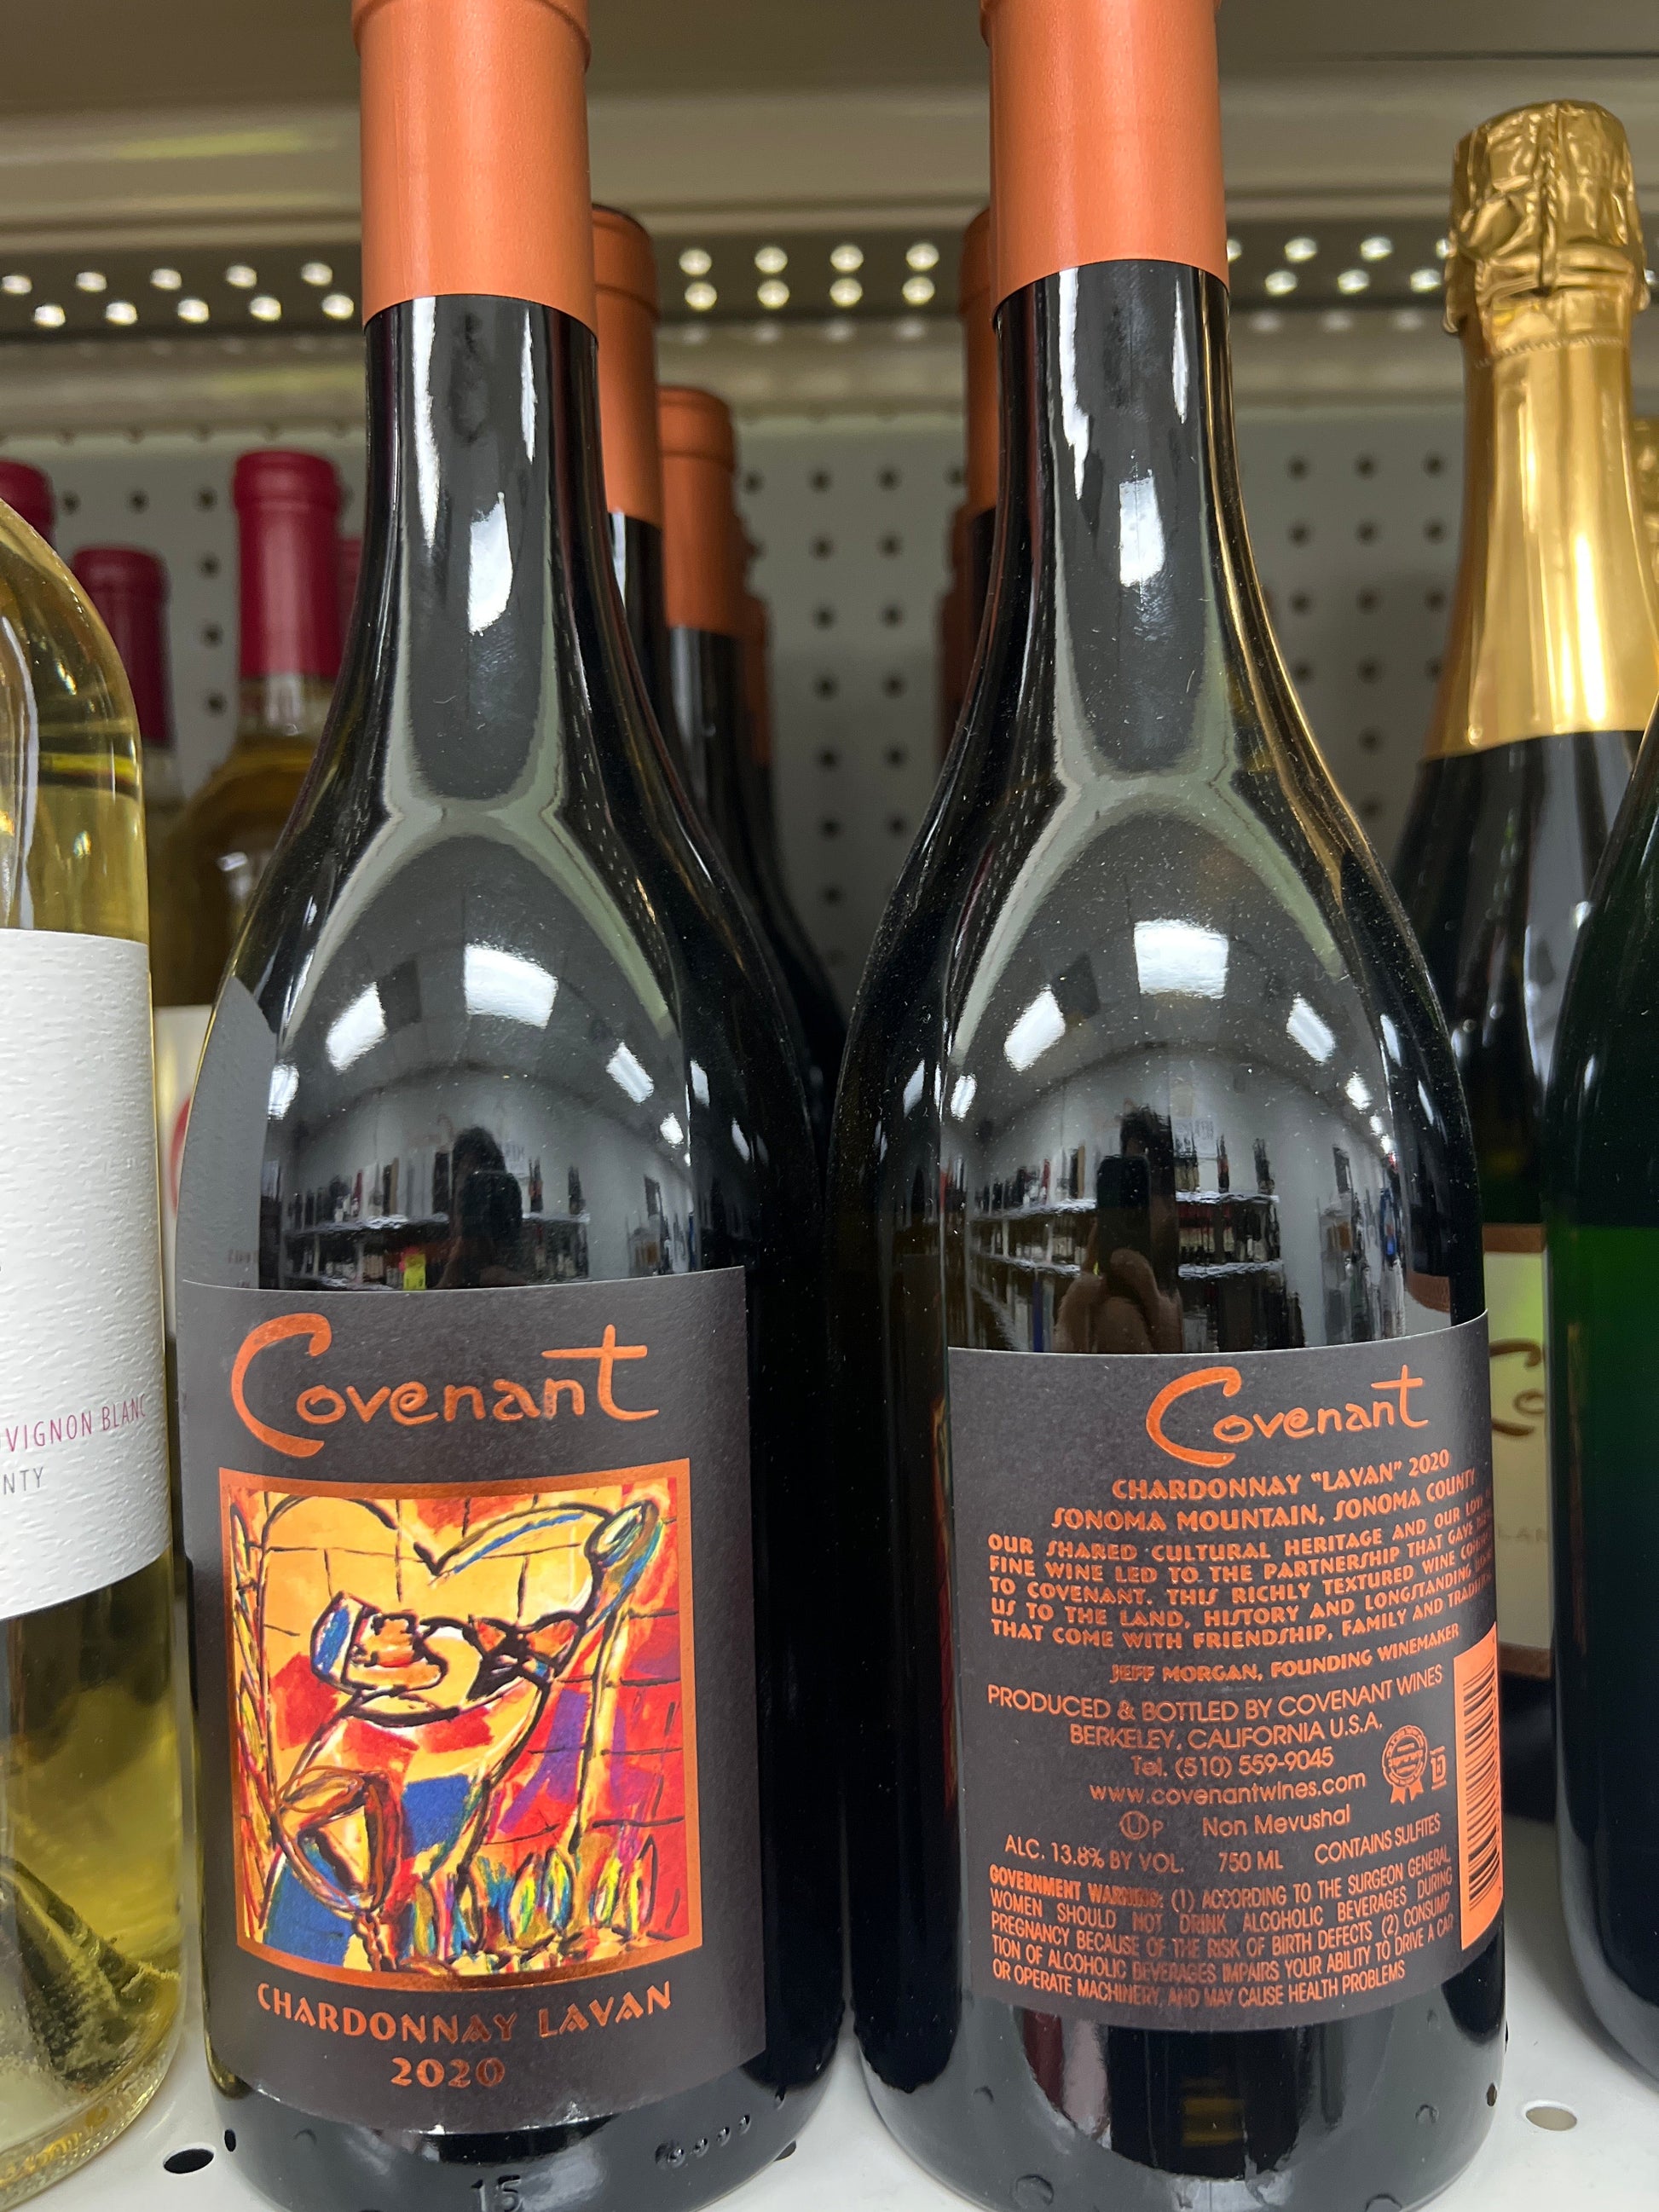 VIGNON BLANC
NTY
Covenant
CHARDONNAY LAVAN
2020
15
Covenant
CHARDONNAY "LAVAN" 2020
SONOMA MOUNTAIN, SONOMA COUNTY
OUR SHARED CULTURAL HERITAGE AND OUR LOVE
FINE WINE LED TO THE PARTNERSHIP THAT GAVE
TO COVENANT. THIS RICHLY TEXTURED WINE
US TO THE LAND, HISTORY AND LONGSTANDING
THAT COME WITH FRIENDSHIP, FAMILY AND
JEFF MORGAN, FOUNDING WINEMAKER
PRODUCED & BOTTLED BY COVENANT WINES
BERKELEY, CALIFORNIA U.S.A.
Tel. (510) 559-9045
www.covenantwines.com
U P Non Mevushal
ALC. 13.8% BY VOL. 750 ML CONTAINS SULFITES
GOVERNMENT WARNING: (1) ACCORDING TO THE SURGEON GENERAL,
WOMEN SHOULD NOT DRINK ALCOHOLIC BEVERAGES DURING
PREGNANCY BECAUSE OF THE RISK OF BIRTH DEFECTS (2) CONSUMP
TION OF ALCOHOLIC BEVERAGES IMPAIRS YOUR ABILITY TO DRIVE A CAR
OR OPERATE MACHINERY, AND MAY CAUSE HEALTH PROBLEMS
Co